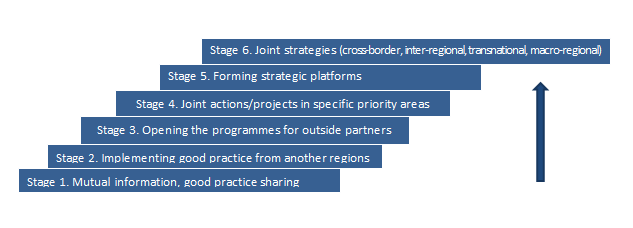 Stage 6. Joint strategies (cross-border, inter-regional, transnational, macro-regional)
Stage 5. Forming strategic platforms
Stage 4. Joint actions/projects in specific priority areas
Stage 3. Opening the programmes for outside partners
Stage 2. Implementing good practice from another regions
Stage 1. Mutual information, good practice sharing